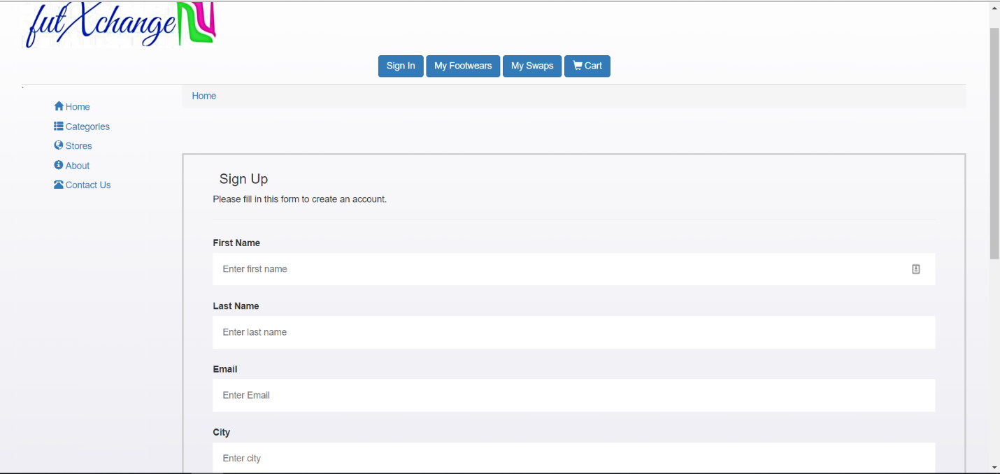 futXchange
Sign In My Footwears My Swaps Cart
Home
Home
Categories
Stores
About
Contact Us
Sign Up
Please fill in this form to create an account.
First Name
Enter first name
Last Name
Enter last name
Email
Enter Email
City
Enter city